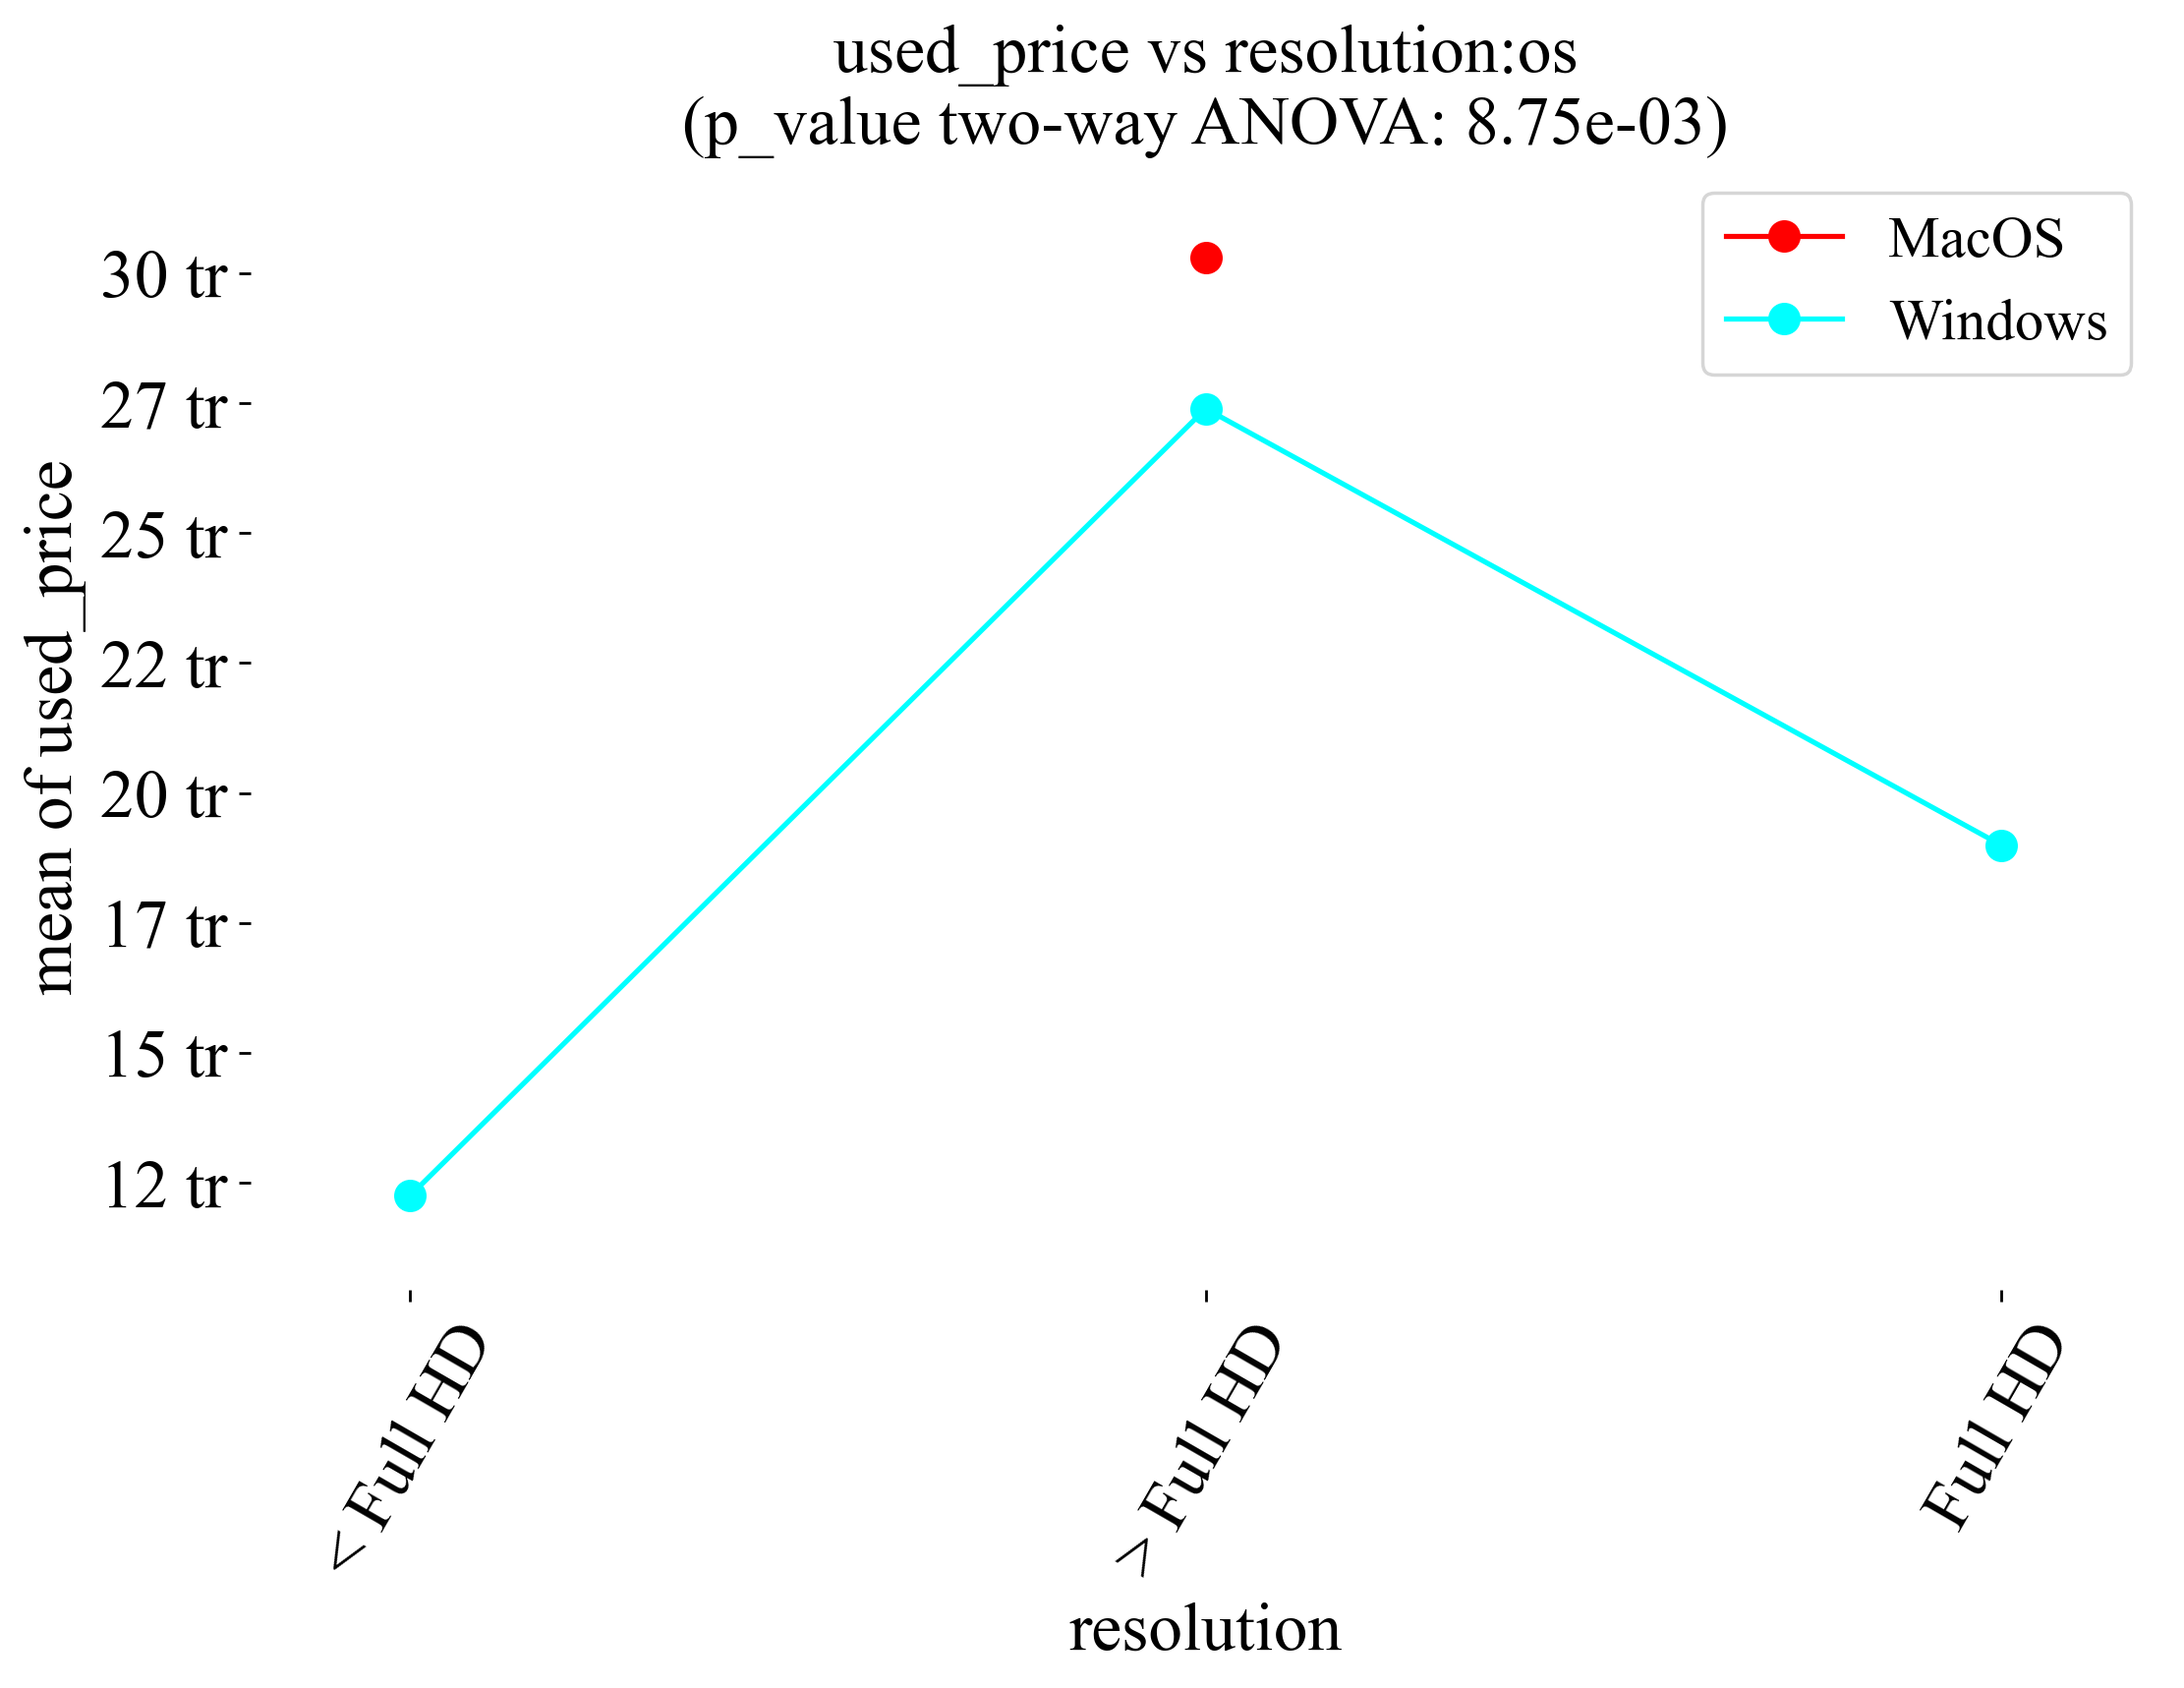 used_price vs resolution:os
(p_value two-way ANOVA: 8.75e-03)
MacOS
Windows
mean of used_price
30 tr
27 tr
25 tr
22 tr
20 tr
17 tr
15 tr
12 tr
< Full HD
> Full HD
Full HD
resolution